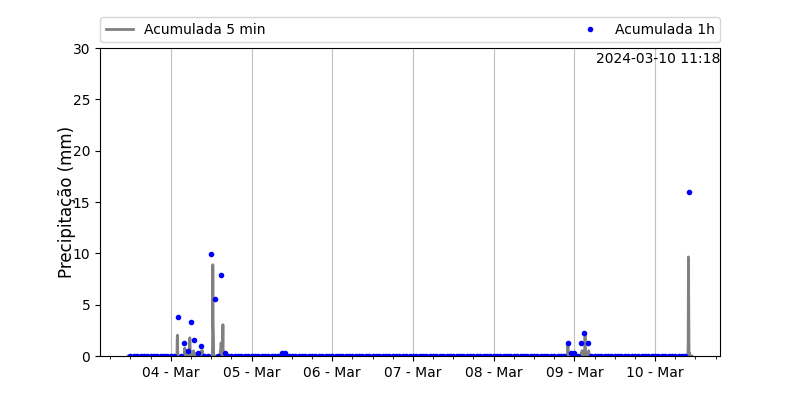 Acumulada 5 min
Acumulada 1h
2024-03-10 11:18
Precipitação (mm)
30
25
20
15
10
5
0
04 - Mar
05 - Mar
06 - Mar
07 - Mar
08 - Mar
09 - Mar
10 - Mar